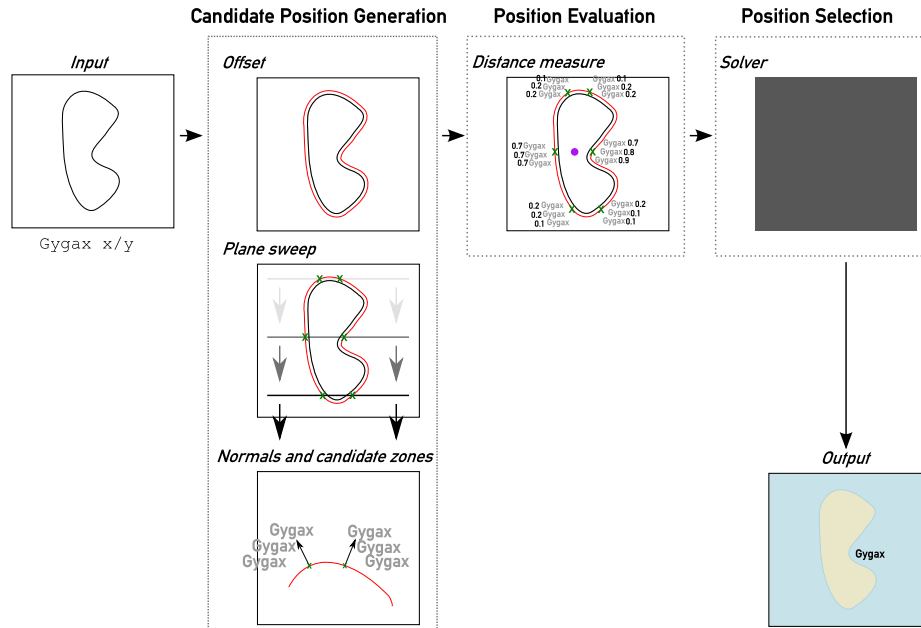 Candidate Position Generation
Position Evaluation
Position Selection
Input
Gygax x/y
Offset
Plane sweep
Normals and candidate zones
Gygax
Gygax
Gygax
Gygax
Gygax
Gygax
Distance measure
0.1 Gygax
0.2 Gygax
0.2 Gygax
Gygax 0.1
Gygax 0.2
Gygax 0.2
0.7 Gygax
0.7 Gygax
0.7 Gygax
Gygax 0.7
Gygax 0.8
Gygax 0.9
0.2 Gygax
0.2 Gygax
0.1 Gygax
Gygax 0.2
Gygax 0.1
Gygax 0.1
Solver
Output
Gygax